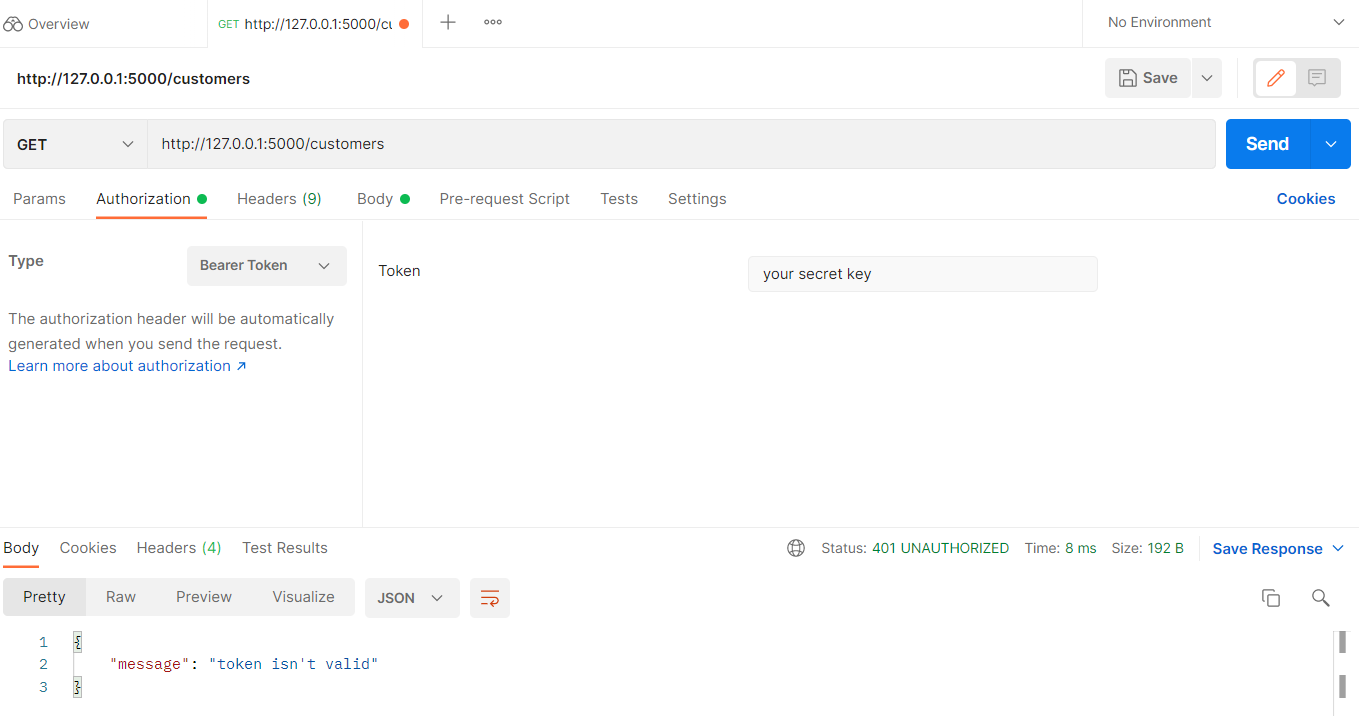 Overview
GET http://127.0.0.1:5000/cu
No Environment
http://127.0.0.1:5000/customers
Save
GET http://127.0.0.1:5000/customers Send
Params Authorization Headers (9) Body Pre-request Script Tests Settings Cookies
Type Bearer Token
The authorization header will be automatically
generated when you send the request.
Learn more about authorization ↗
Token your secret key
Body Cookies Headers (4) Test Results Status: 401 UNAUTHORIZED Time: 8 ms Size: 192 B Save Response
Pretty Raw Preview Visualize JSON
1 {
2 "message": "token isn't valid"
3 }